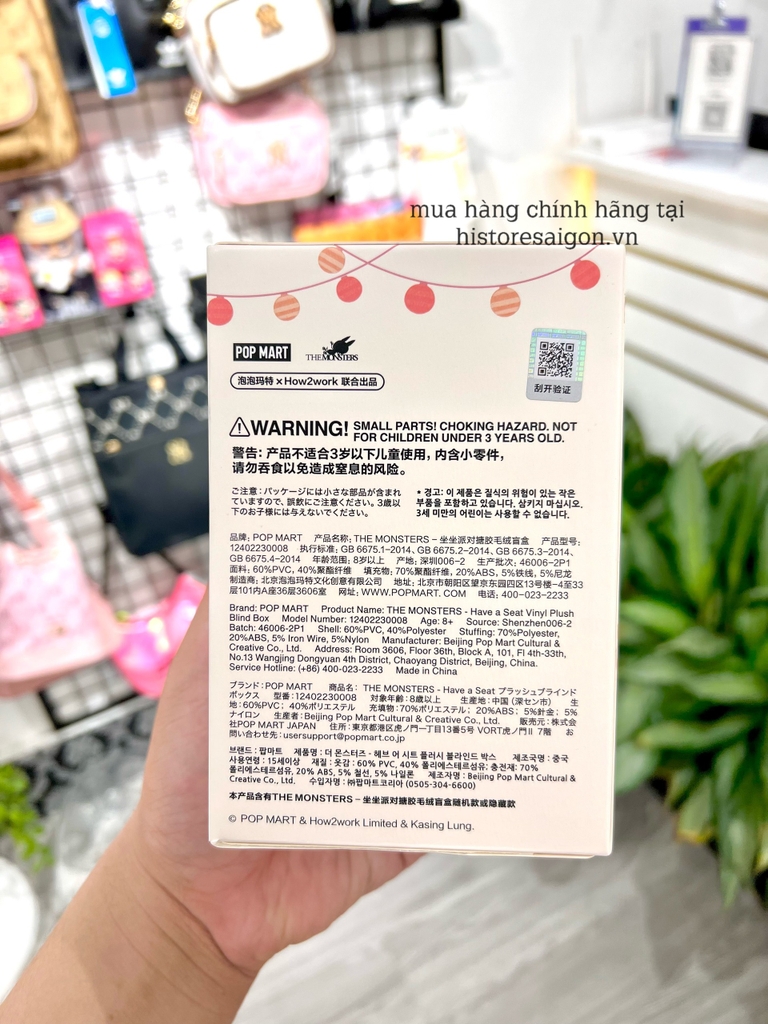 mua hàng chính hãng tại
historesaigon.vn
POP MART THE MONSTERS
泡泡玛特 × How2work 联合出品
刮开验证
WARNING! SMALL PARTS! CHOKING HAZARD. NOT
FOR CHILDREN UNDER 3 YEARS OLD.
警告: 产品不适合3岁以下儿童使用, 内含小零件,
请勿吞食以免造成窒息的风险。
ご注意: パッケージには小さな部品が含まれ
ていますので、誤飲にご注意ください。3歳以
下のお子様には与えないでください。
* 경고: 이 제품은 질식의 위험이 있는 작은
부품을 포함하고 있습니다. 삼키지 마십시오.
3세 미만의 어린이는 사용할 수 없습니다.
品牌: POP MART 产品名称: THE MONSTERS – 坐坐派对搪胶毛绒盲盒 产品型号:
12402230008 执行标准: GB 6675.1–2014、GB 6675.2–2014、GB 6675.3–2014、
GB 6675.4–2014 年龄范围: 8岁以上 产地: 深圳006–2 生产批次: 46006–2P1
面料: 60%PVC, 40%聚酯纤维 填充物: 70%聚酯纤维, 20%ABS, 5%铁线, 5%尼龙
制造商: 北京泡泡玛特文化创意有限公司 地址: 北京市朝阳区望京东园四区13号楼–4至33
层101内A座36层3606室 网址: WWW.POPMART. COM 电话: 400–023–2233
Brand: POP MART Product Name: THE MONSTERS - Have a Seat Vinyl Plush
Blind Box Model Number: 12402230008 Age: 8+ Source: Shenzhen006-2
Batch: 46006-2P1 Shell: 60%PVC, 40%Polyester Stuffing: 70%Polyester,
20%ABS, 5% Iron Wire, 5%Nylon Manufacturer: Beijing Pop Mart Cultural &
Creative Co., Ltd. Address: Room 3606, Floor 36th, Block A, 101, Fl 4th-33th,
No.13 Wangjing Dongyuan 4th District, Chaoyang District, Beijing, China.
Service Hotline: (+86) 400-023-2233 Made in China
ブランド: POP MART 商品名: THE MONSTERS - Have a Seat プラッシュブラインド
ボックス 型番: 12402230008 対象年齢: 8歳以上 生産地: 中国 (深セン市) 生
地: 60%PVC; 40%ポリエステル 充填物: 70%ポリエステル; 20%ABS; 5%針金; 5%
ナイロン 生産者: Beijing Pop Mart Cultural & Creative Co., Ltd. 販売元: 株式会
社POP MART JAPAN 住所: 東京都港区虎ノ門一丁目13番5号 VORT虎ノ門II 7階 お
問い合わせ先: usersupport@popmart.co.jp
브랜드 : 팝마트 제품명 : 더 몬스터즈 - 헤브 어 시트 플러시 블라인드 박스 제조국명 : 중국
사용연령 : 15세이상 재질 : 옷감 : 60% PVC, 40% 폴리에스테르섬유; 충전재: 70%
폴리에스테르섬유, 20% ABS, 5% 철선, 5% 나일론 제조자명 : Beijing Pop Mart Cultural &
Creative Co., Ltd. 수입자명 : ㈜팝마트코리아 (0505-304-6600)
本产品含有THE MONSTERS – 坐坐派对搪胶毛绒盲盒随机款或隐藏款
© POP MART & How2work Limited & Kasing Lung.